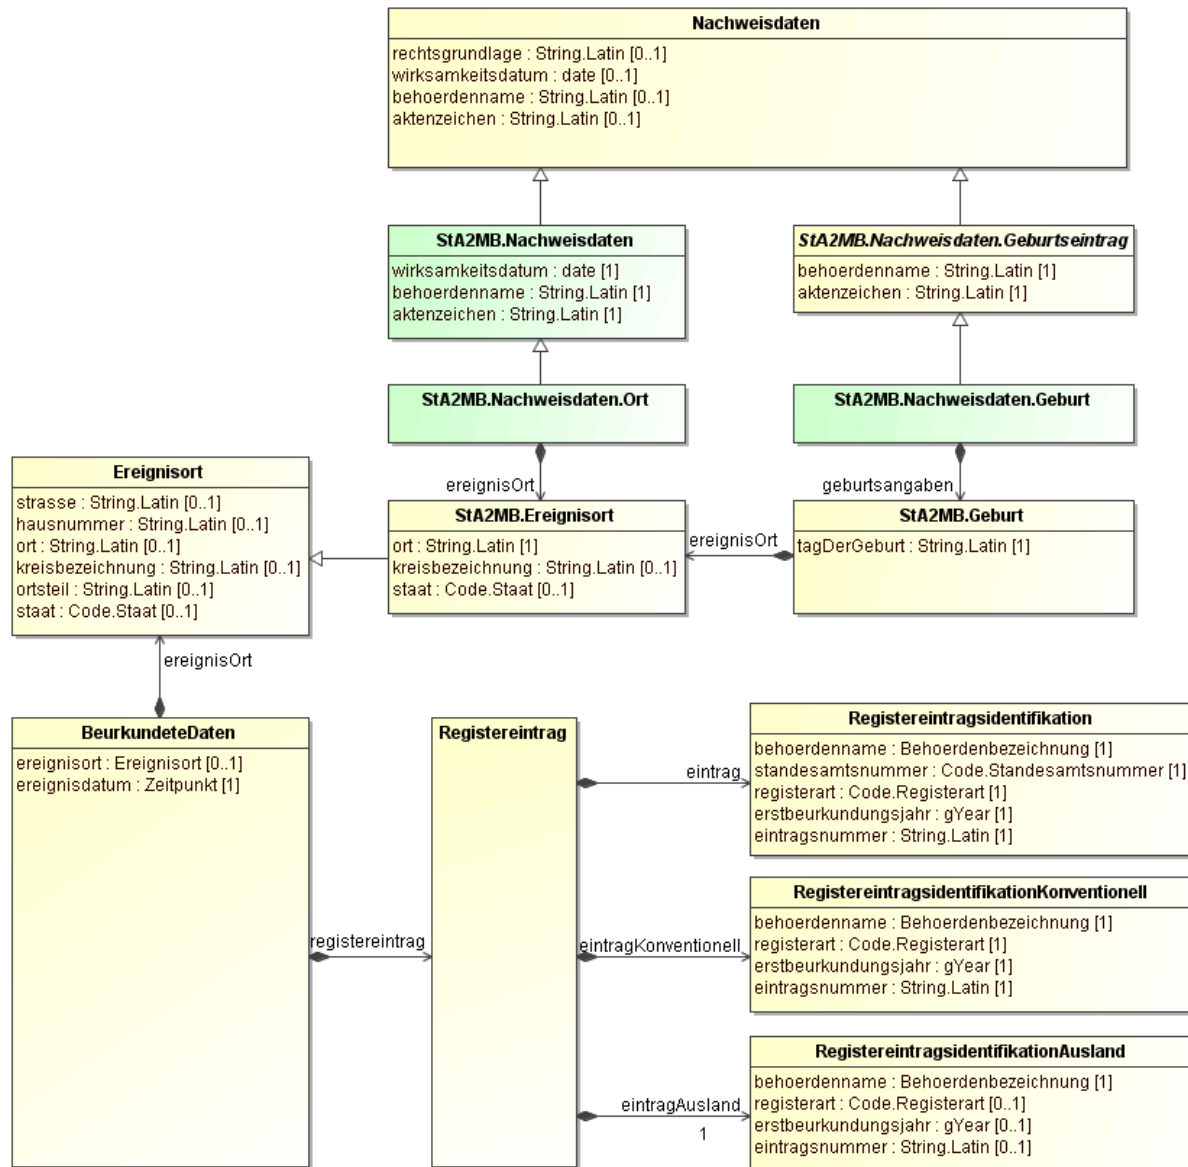 Nachweisdaten
rechtsgrundlage : String.Latin [0..1]
wirksamkeitsdatum : date [0..1]
behoerdenname : String.Latin [0..1]
aktenzeichen : String.Latin [0..1]
StA2MB.Nachweisdaten
wirksamkeitsdatum : date [1]
behoerdenname : String.Latin [1]
aktenzeichen : String.Latin [1]
StA2MB.Nachweisdaten.Geburtseintrag
behoerdenname : String.Latin [1]
aktenzeichen : String.Latin [1]
StA2MB.Nachweisdaten.Ort
StA2MB.Nachweisdaten.Geburt
ereignisOrt
geburtsangaben
Ereignisort
strasse : String.Latin [0..1]
hausnummer : String.Latin [0..1]
ort : String.Latin [0..1]
kreisbezeichnung : String.Latin [0..1]
ortsteil : String.Latin [0..1]
staat : Code.Staat [0..1]
StA2MB.Ereignisort
ort : String.Latin [1]
kreisbezeichnung : String.Latin [0..1]
staat : Code.Staat [0..1]
ereignisOrt
StA2MB.Geburt
tagDerGeburt : String.Latin [1]
ereignisOrt
BeurkundeteDaten
ereignisort : Ereignisort [0..1]
ereignisdatum : Zeitpunkt [1]
registereintrag
Registereintrag
eintrag
Registereintragsidentifikation
behoerdenname : Behoerdenbezeichnung [1]
standesamtsnummer : Code.Standesamtsnummer [1]
registerart : Code.Registerart [1]
erstbeurkundungsjahr : gYear [1]
eintragsnummer : String.Latin [1]
eintragKonventionell
RegistereintragsidentifikationKonventionell
behoerdenname : Behoerdenbezeichnung [1]
registerart : Code.Registerart [1]
erstbeurkundungsjahr : gYear [1]
eintragsnummer : String.Latin [1]
eintragAusland
1
RegistereintragsidentifikationAusland
behoerdenname : Behoerdenbezeichnung [1]
registerart : Code.Registerart [0..1]
erstbeurkundungsjahr : gYear [0..1]
eintragsnummer : String.Latin [0..1]